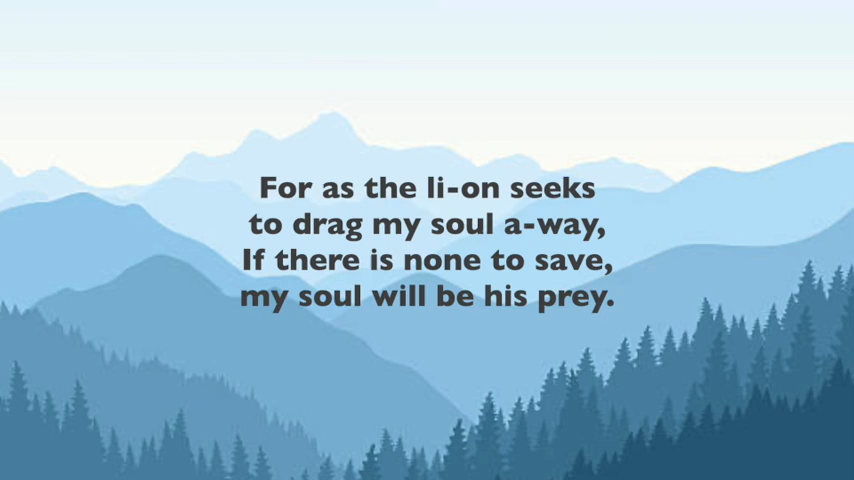 For as the li-on seeks
to drag my soul a-way,
If there is none to save,
my soul will be his prey.